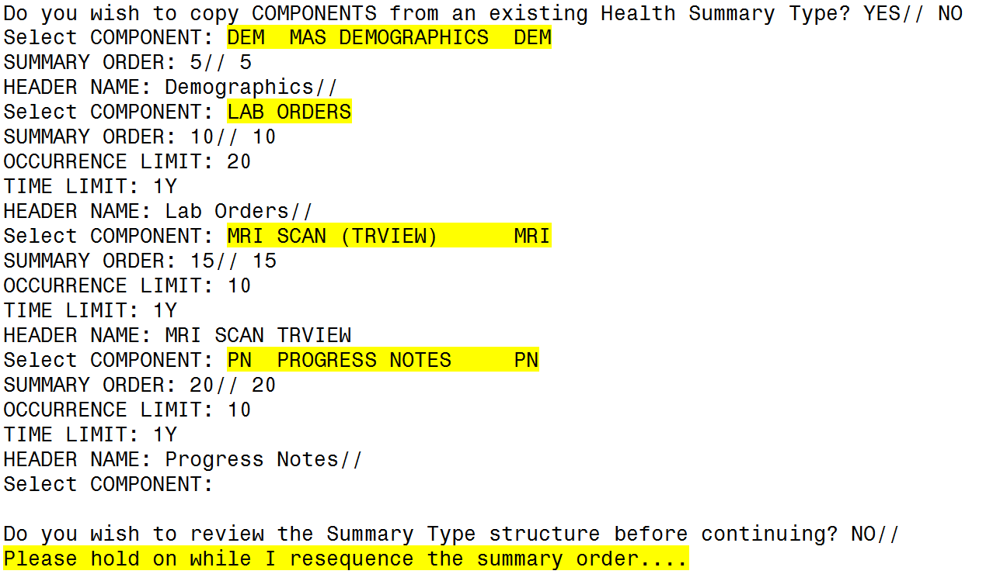 Do you wish to copy COMPONENTS from an existing Health Summary Type? YES// NO
Select COMPONENT: DEM  MAS DEMOGRAPHICS  DEM
SUMMARY ORDER: 5// 5
HEADER NAME: Demographics//
Select COMPONENT: LAB ORDERS
SUMMARY ORDER: 10// 10
OCCURRENCE LIMIT: 20
TIME LIMIT: 1Y
HEADER NAME: Lab Orders//
Select COMPONENT: MRI SCAN (TRVIEW)      MRI
SUMMARY ORDER: 15// 15
OCCURRENCE LIMIT: 10
TIME LIMIT: 1Y
HEADER NAME: MRI SCAN TRVIEW
Select COMPONENT: PN  PROGRESS NOTES     PN
SUMMARY ORDER: 20// 20
OCCURRENCE LIMIT: 10
TIME LIMIT: 1Y
HEADER NAME: Progress Notes//
Select COMPONENT:
Do you wish to review the Summary Type structure before continuing? NO//
Please hold on while I resequence the summary order....